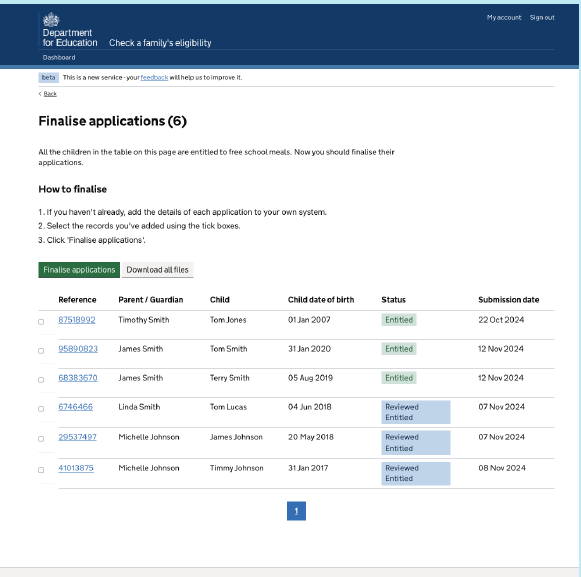 My account Sign out
Department
for Education Check a family's eligibility
Dashboard
beta This is a new service - your feedback will help us to improve it.
< Back
Finalise applications (6)
All the children in the table on this page are entitled to free school meals. Now you should finalise their
applications.
How to finalise
1. If you haven't already, add the details of each application to your own system.
2. Select the records you've added using the tick boxes.
3. Click 'Finalise applications'.
Finalise applications Download all files
Reference Parent / Guardian Child Child date of birth Status Submission date
87518992 Timothy Smith Tom Jones 01 Jan 2007 Entitled 22 Oct 2024
95890823 James Smith Tom Smith 31 Jan 2020 Entitled 12 Nov 2024
68383670 James Smith Terry Smith 05 Aug 2019 Entitled 12 Nov 2024
6746466 Linda Smith Tom Lucas 04 Jun 2018 Reviewed 07 Nov 2024
Entitled
29537497 Michelle Johnson James Johnson 20 May 2018 Reviewed 07 Nov 2024
Entitled
41013875 Michelle Johnson Timmy Johnson 31 Jan 2017 Reviewed 08 Nov 2024
Entitled
1